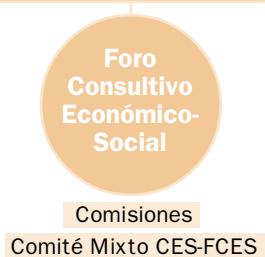 Foro
Consultivo
Económico-
Social
Comisiones
Comité Mixto CES-FCES